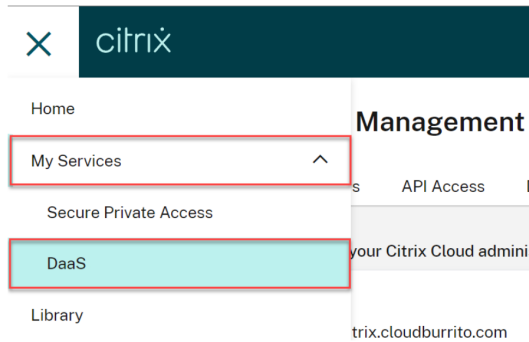 citrix
Home
Management
My Services
s API Access
Secure Private Access
DaaS
your Citrix Cloud admini
Library
trix.cloudburrito.com